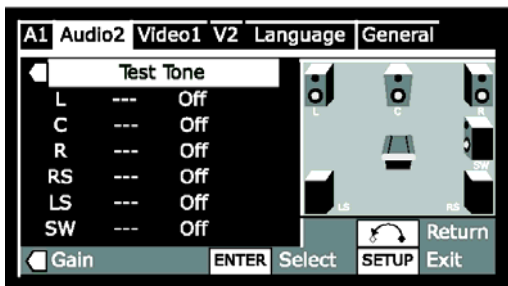 A1 Audio2 Video1 V2 Language General
Test Tone
L --- Off
C --- Off
R --- Off
RS --- Off
LS --- Off
SW --- Off
L C R
SW
LS RS
Return
Gain ENTER Select SETUP Exit